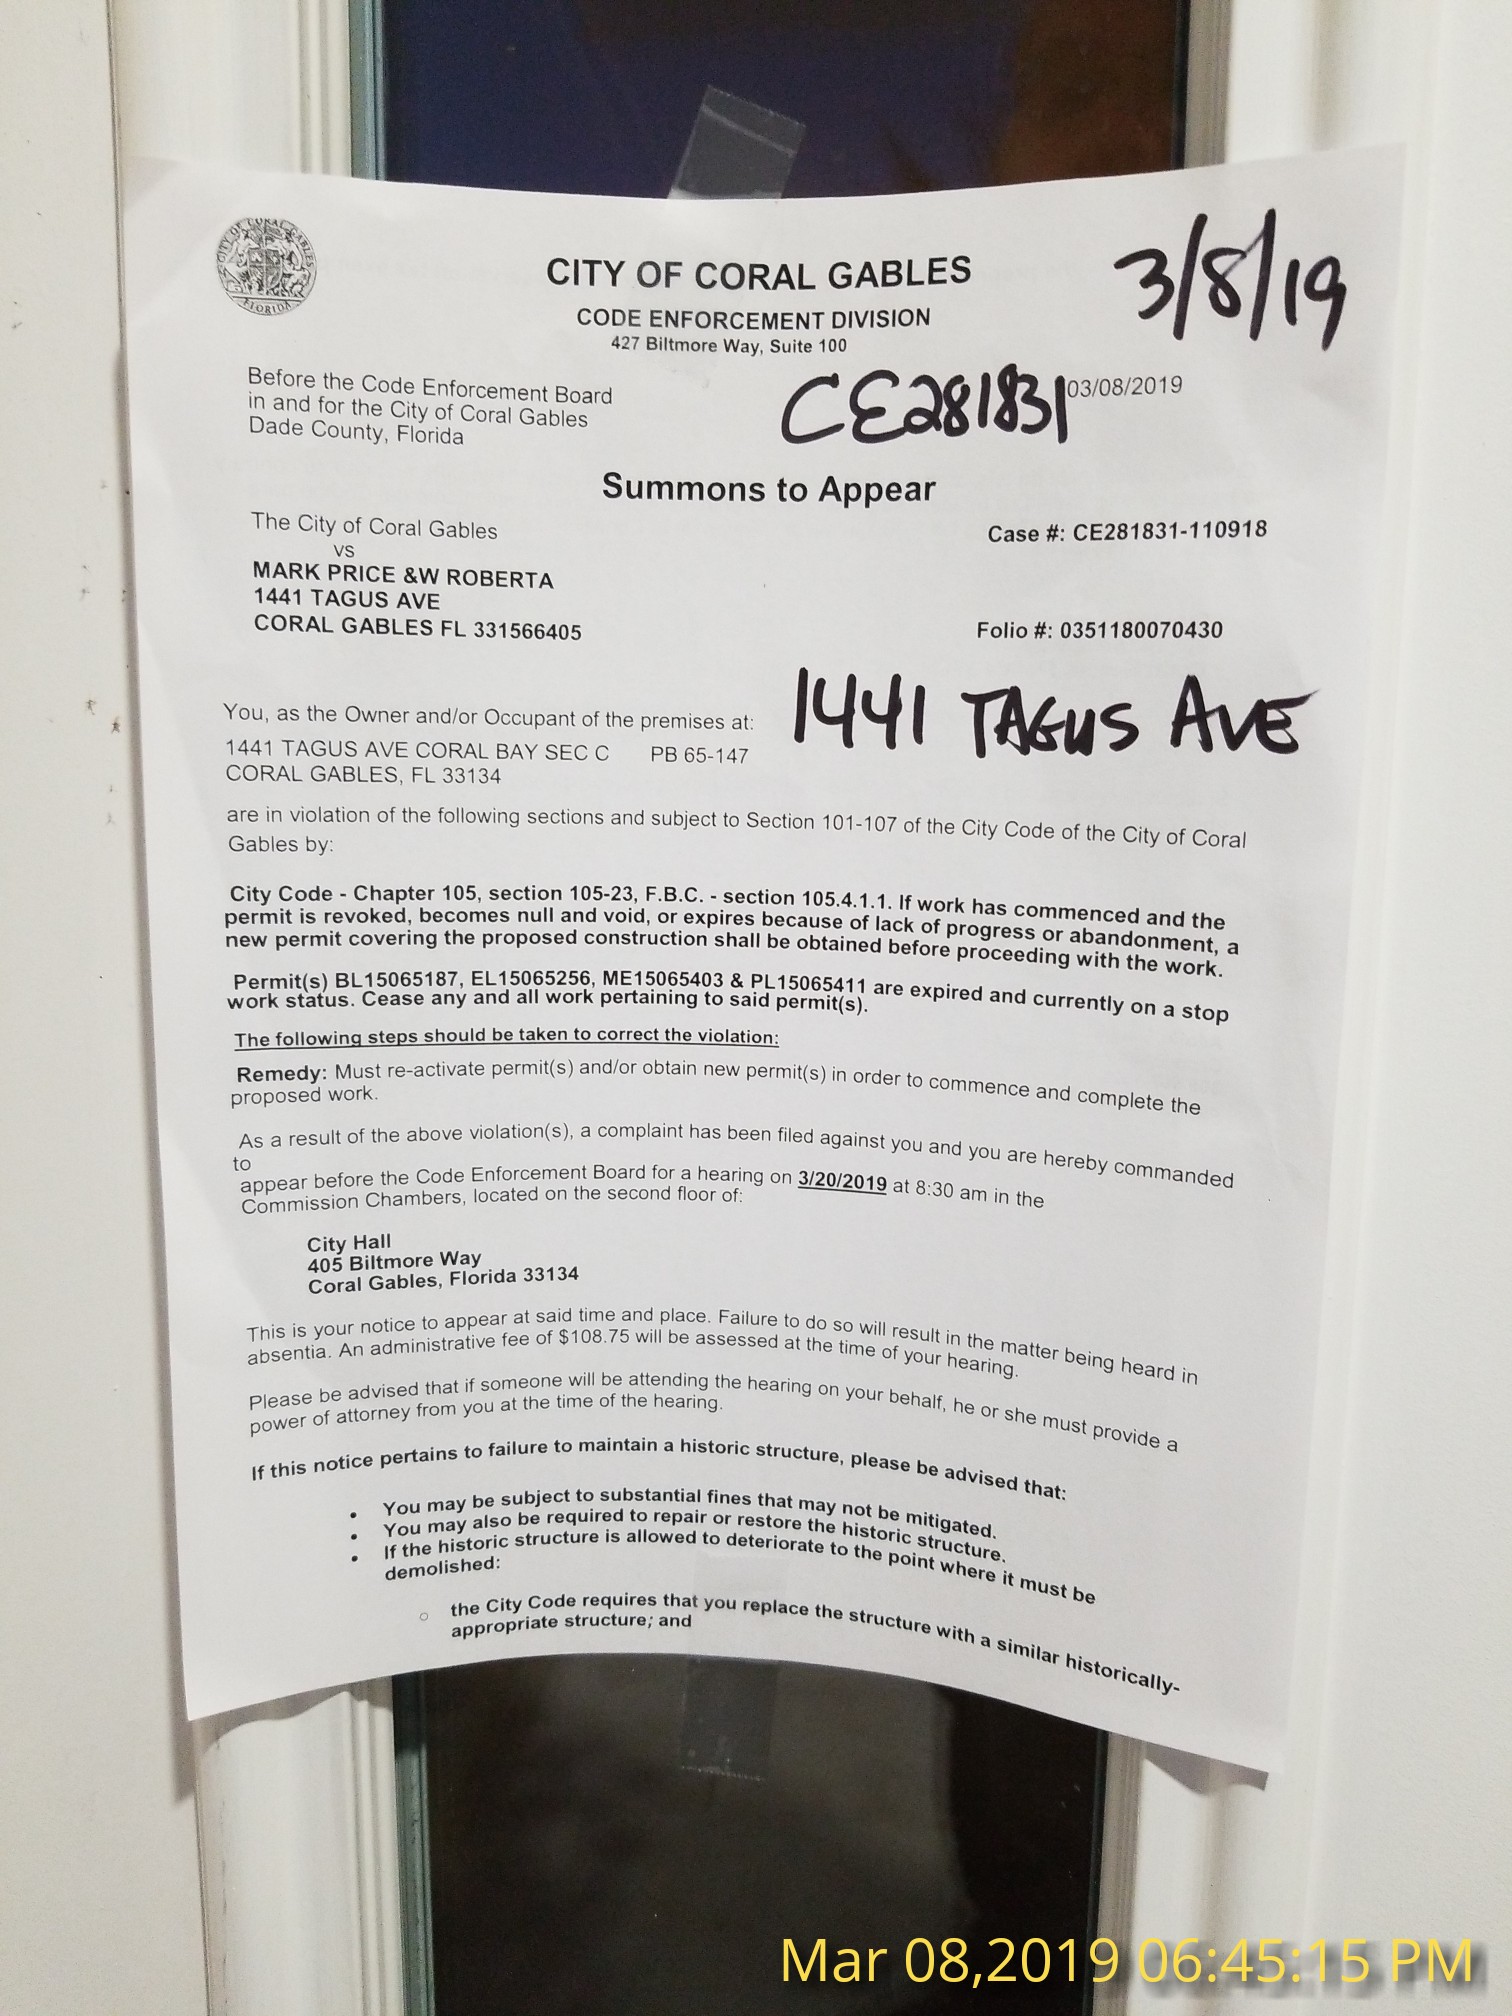 CITY OF CORAL GABLES
FLORIDA
CITY OF CORAL GABLES
CODE ENFORCEMENT DIVISION
427 Biltmore Way, Suite 100
3/8/19
Before the Code Enforcement Board
in and for the City of Coral Gables
Dade County, Florida
CE281831
03/08/2019
Summons to Appear
The City of Coral Gables
vs
MARK PRICE &W ROBERTA
1441 TAGUS AVE
CORAL GABLES FL 331566405
Case #: CE281831-110918
Folio #: 0351180070430
1441 TAGUS AVE
You, as the Owner and/or Occupant of the premises at:
1441 TAGUS AVE CORAL BAY SEC C PB 65-147
CORAL GABLES, FL 33134
are in violation of the following sections and subject to Section 101-107 of the City Code of the City of Coral
Gables by:
City Code - Chapter 105, section 105-23, F.B.C. - section 105.4.1.1. If work has commenced and the
permit is revoked, becomes null and void, or expires because of lack of progress or abandonment, a
new permit covering the proposed construction shall be obtained before proceeding with the work.
Permit(s) BL15065187, EL15065256, ME15065403 & PL15065411 are expired and currently on a stop
work status. Cease any and all work pertaining to said permit(s).
The following steps should be taken to correct the violation:
Remedy: Must re-activate permit(s) and/or obtain new permit(s) in order to commence and complete the
proposed work.
As a result of the above violation(s), a complaint has been filed against you and you are hereby commanded
to
appear before the Code Enforcement Board for a hearing on 3/20/2019 at 8:30 am in the
Commission Chambers, located on the second floor of:
City Hall
405 Biltmore Way
Coral Gables, Florida 33134
This is your notice to appear at said time and place. Failure to do so will result in the matter being heard in
absentia. An administrative fee of $108.75 will be assessed at the time of your hearing.
Please be advised that if someone will be attending the hearing on your behalf, he or she must provide a
power of attorney from you at the time of the hearing.
If this notice pertains to failure to maintain a historic structure, please be advised that:
• You may be subject to substantial fines that may not be mitigated.
• You may also be required to repair or restore the historic structure.
• If the historic structure is allowed to deteriorate to the point where it must be
demolished:
○ the City Code requires that you replace the structure with a similar historically-
appropriate structure; and
Mar 08,2019 06:45:15 PM